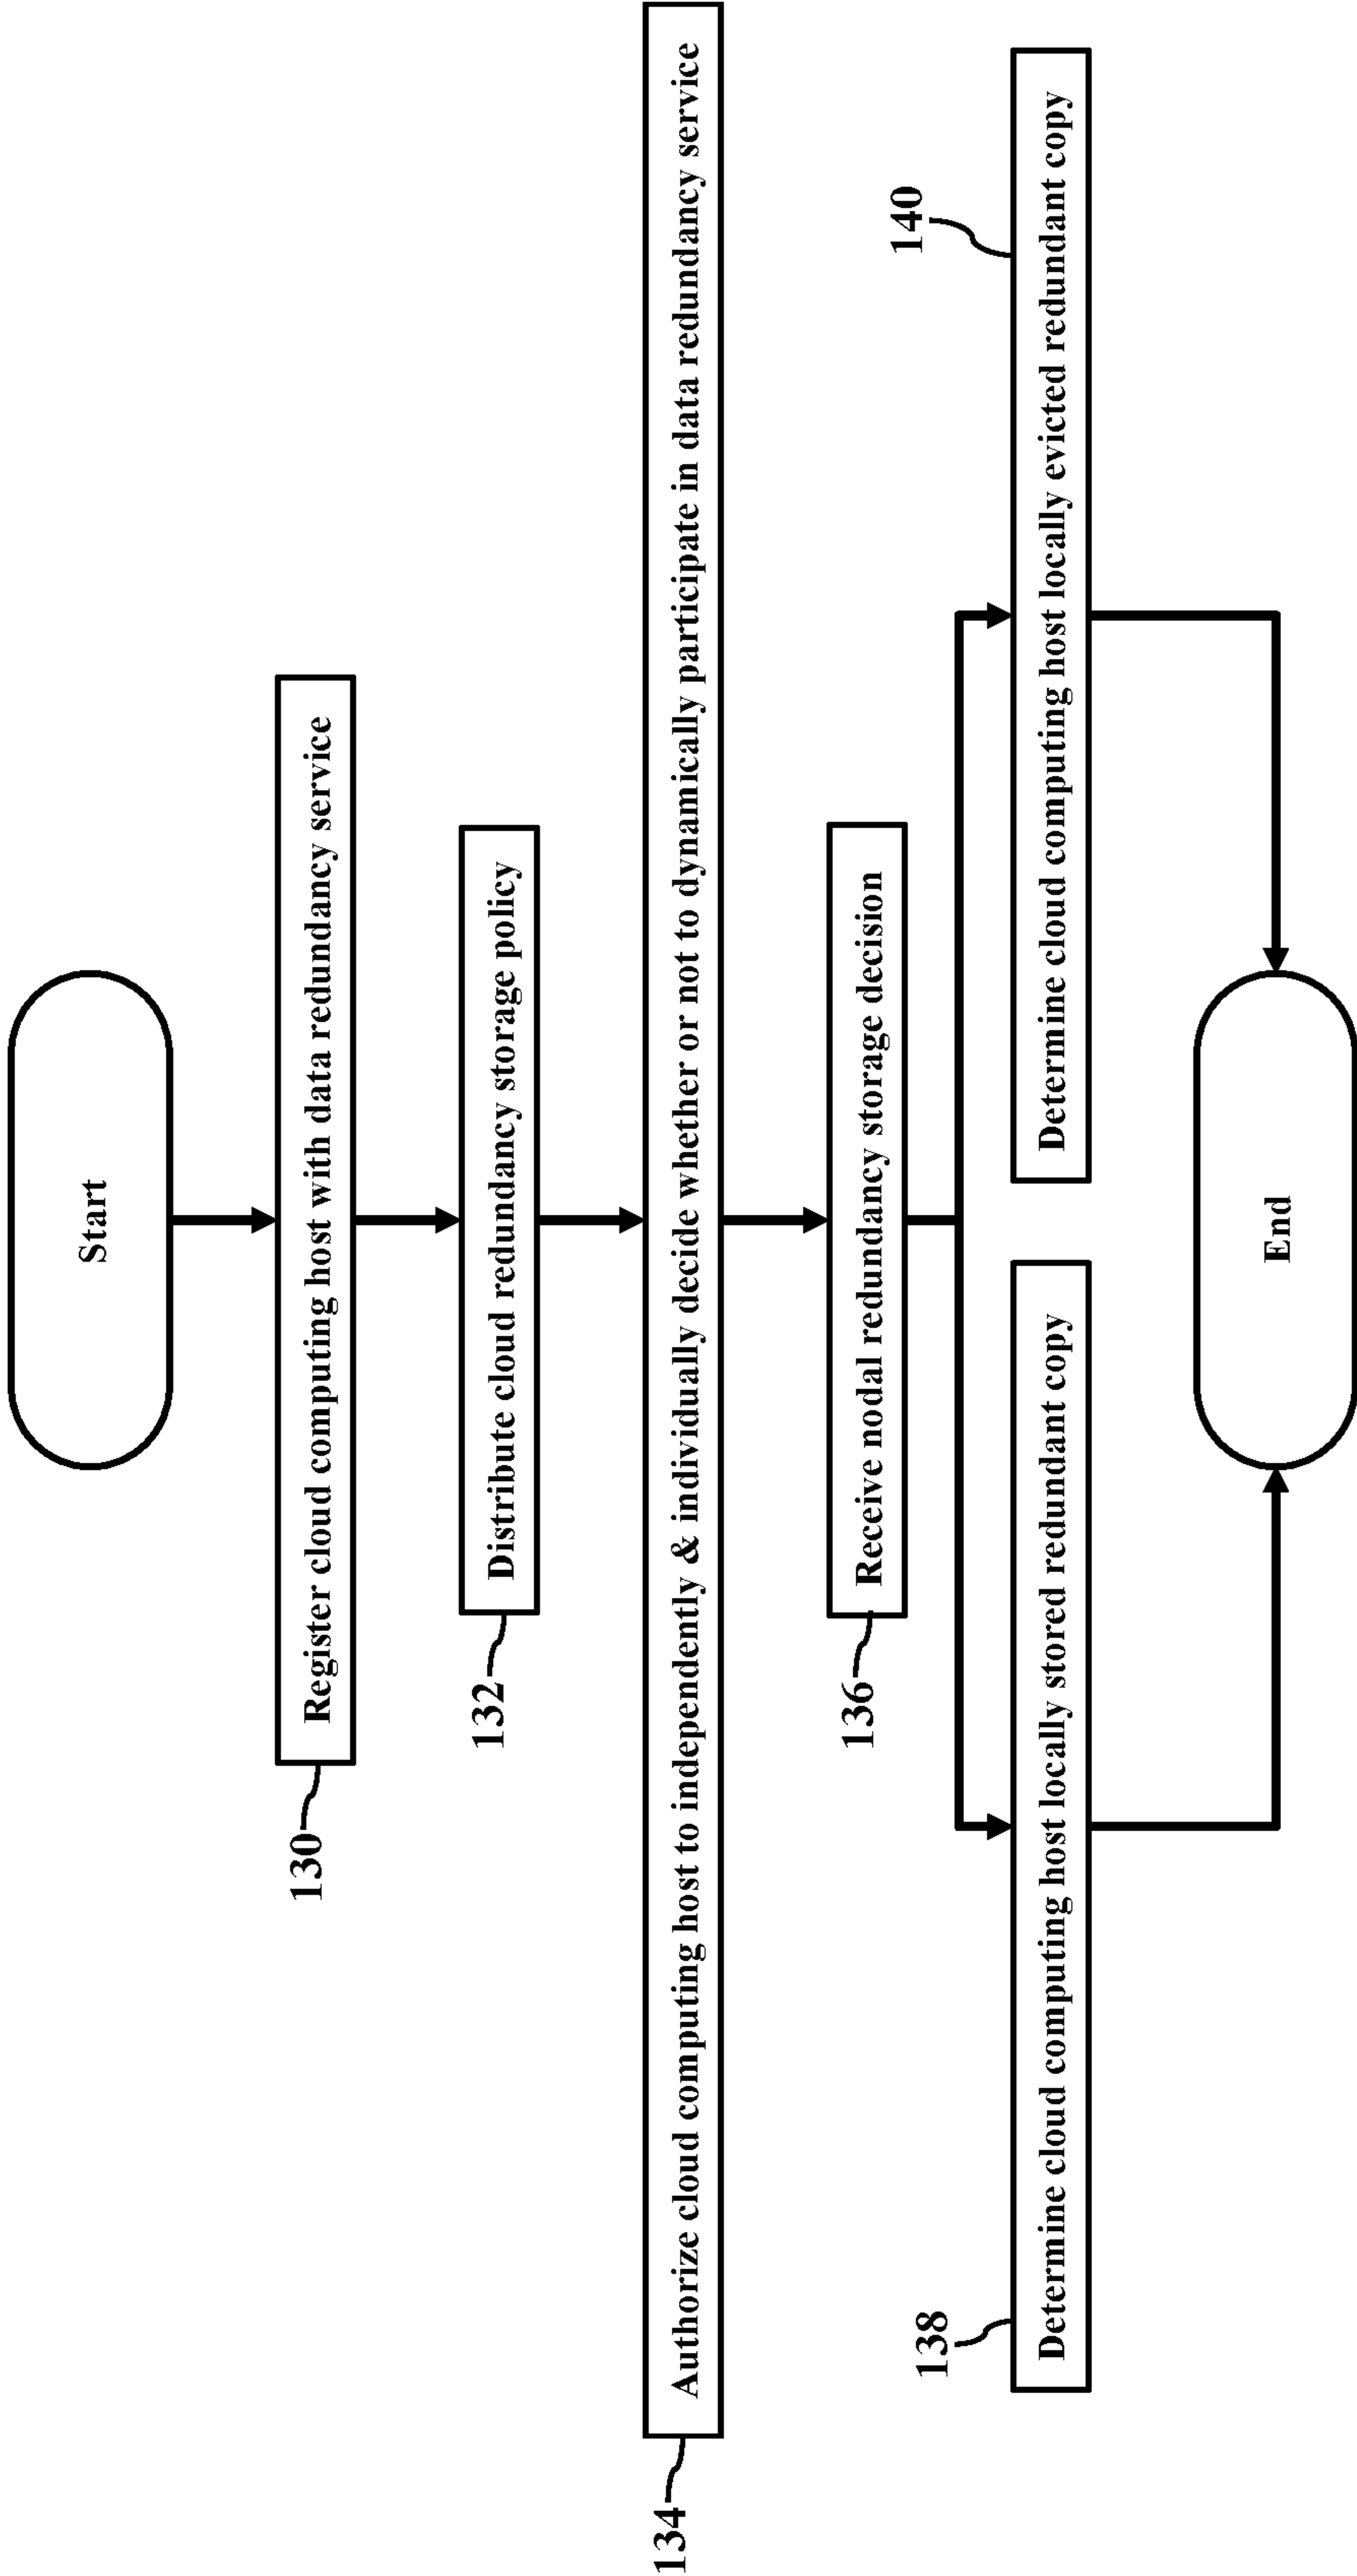 Start
Register cloud computing host with data redundancy service
130
Distribute cloud redundancy storage policy
132
Authorize cloud computing host to independently & individually decide whether or not to dynamically participate in data redundancy service
134
Receive nodal redundancy storage decision
136
Determine cloud computing host locally stored redundant copy
138
Determine cloud computing host locally evicted redundant copy
140
End